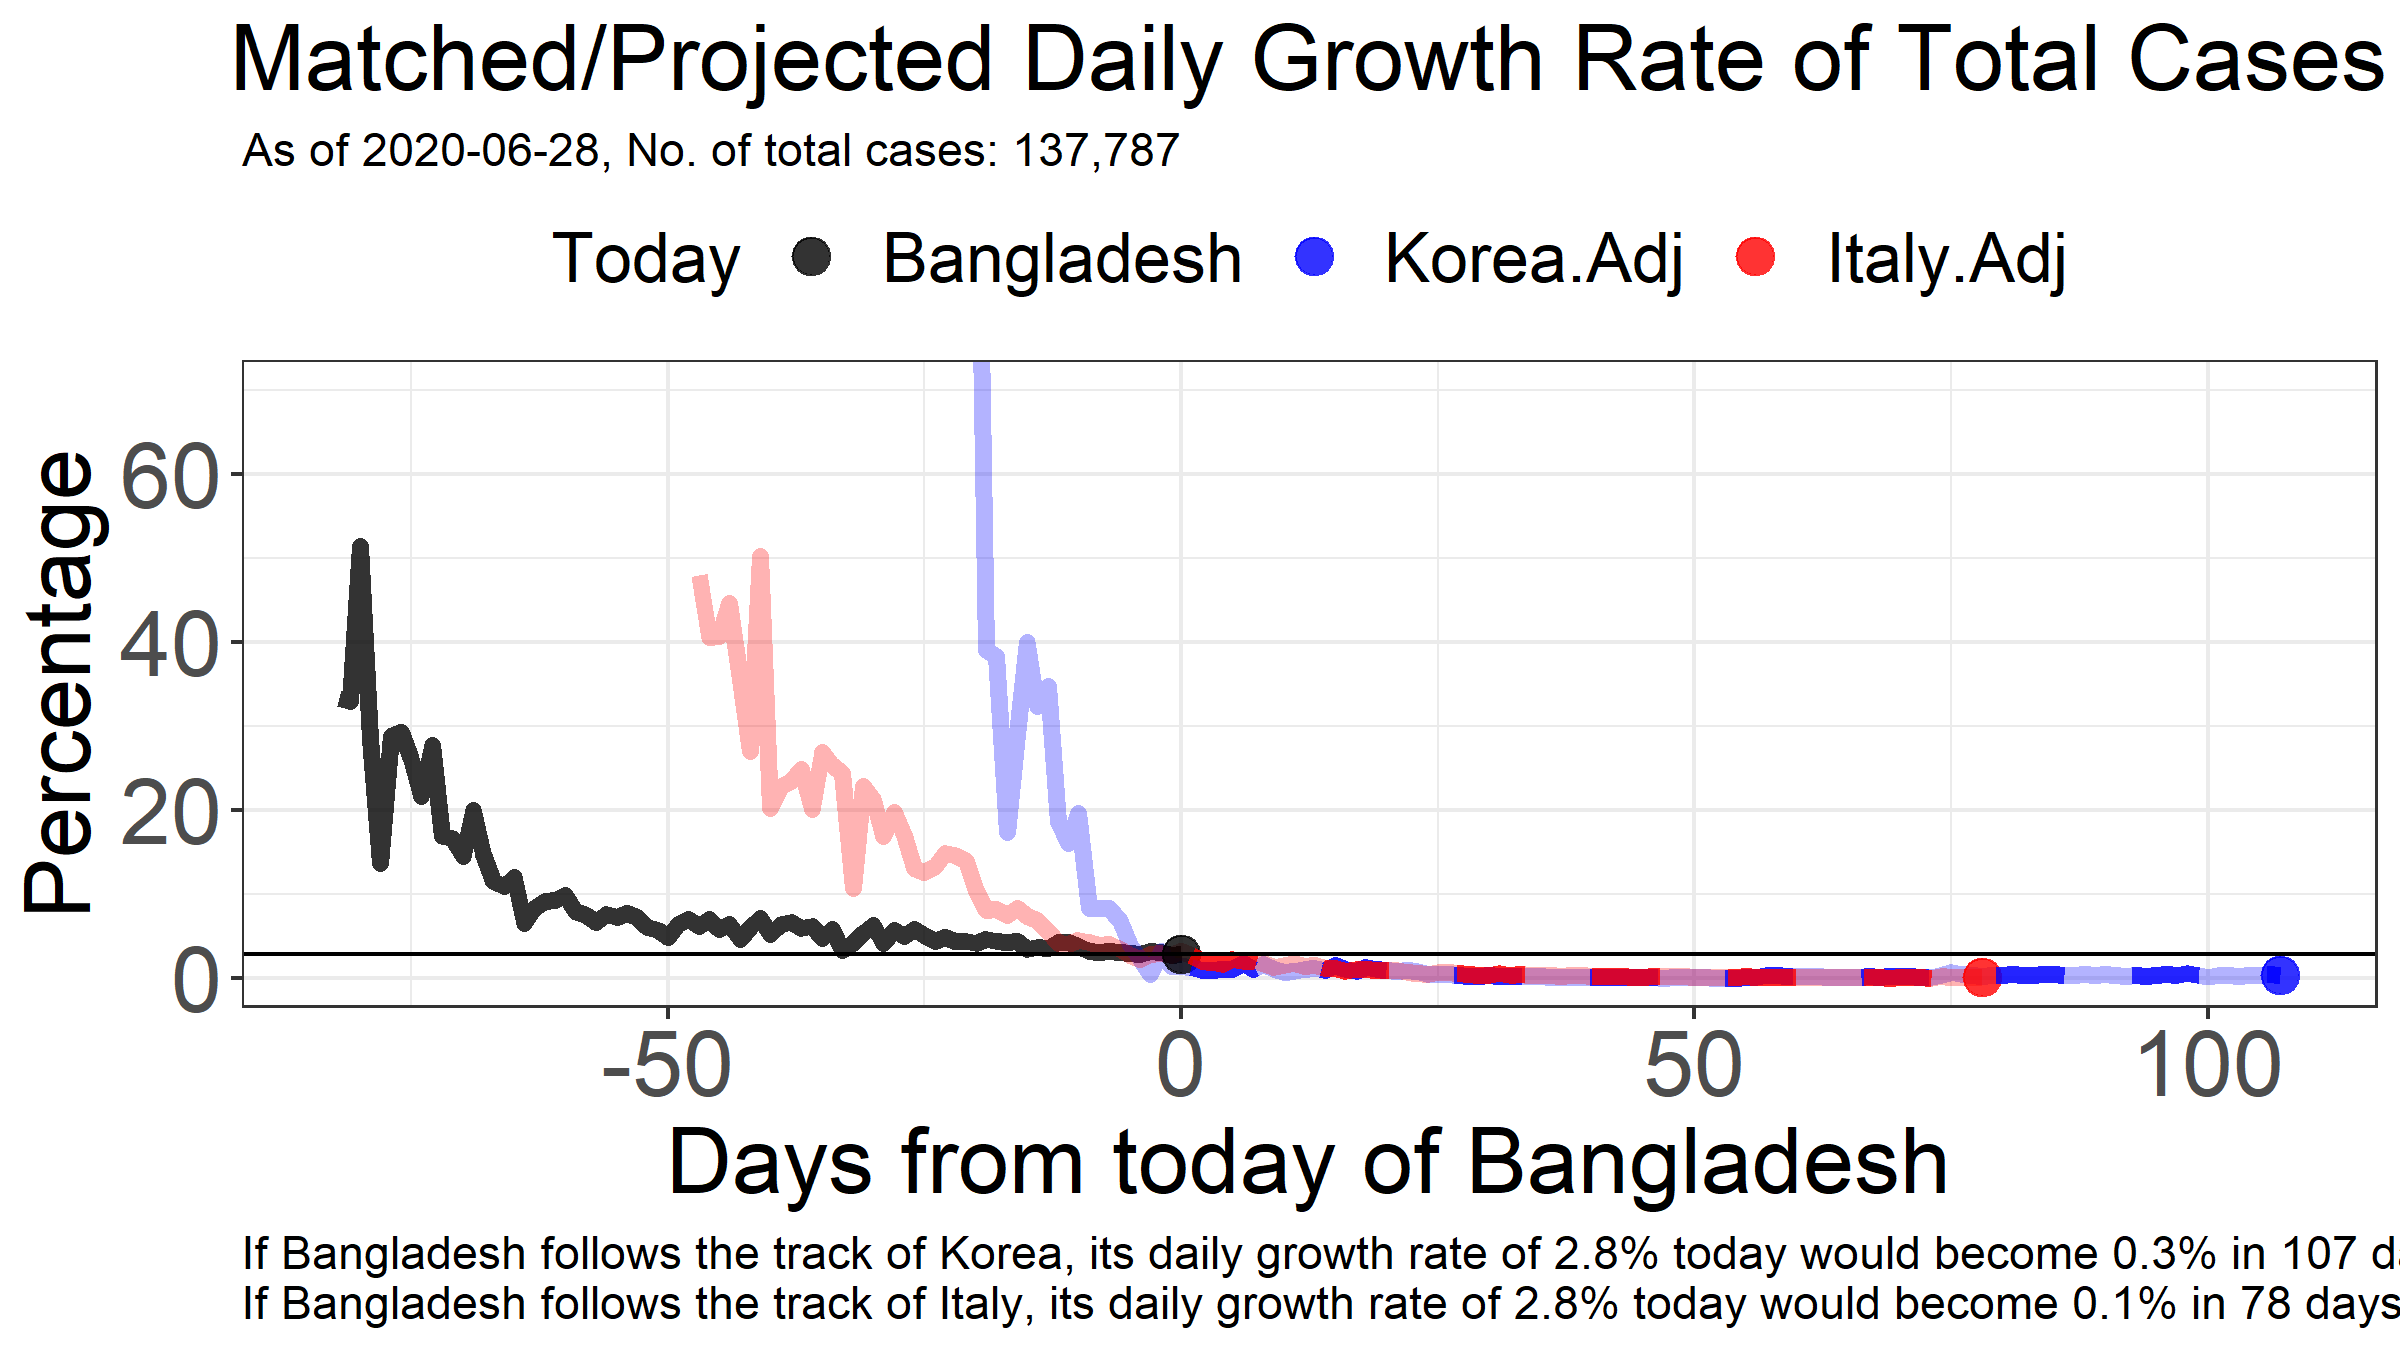 Matched/Projected Daily Growth Rate of Total Cases
As of 2020-06-28, No. of total cases: 137,787
Today Bangladesh Korea.Adj Italy.Adj
Percentage
60
40
20
0
-50 0 50 100
Days from today of Bangladesh
If Bangladesh follows the track of Korea, its daily growth rate of 2.8% today would become 0.3% in 107
If Bangladesh follows the track of Italy, its daily growth rate of 2.8% today would become 0.1% in 78 days